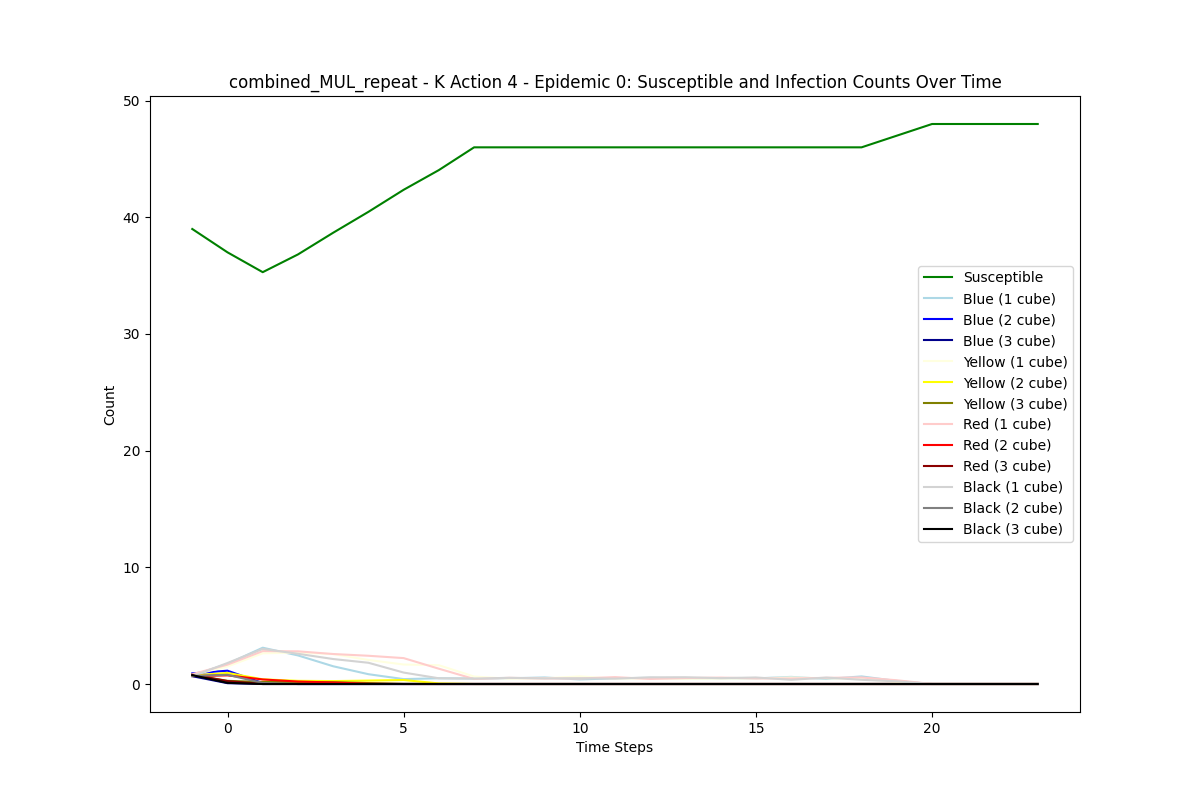 combined_MUL_repeat - K Action 4 - Epidemic 0: Susceptible and Infection Counts Over Time
50
40
30
20
10
0
Count
Susceptible
Blue (1 cube)
Blue (2 cube)
Blue (3 cube)
Yellow (1 cube)
Yellow (2 cube)
Yellow (3 cube)
Red (1 cube)
Red (2 cube)
Red (3 cube)
Black (1 cube)
Black (2 cube)
Black (3 cube)
0 5 10 15 20
Time Steps